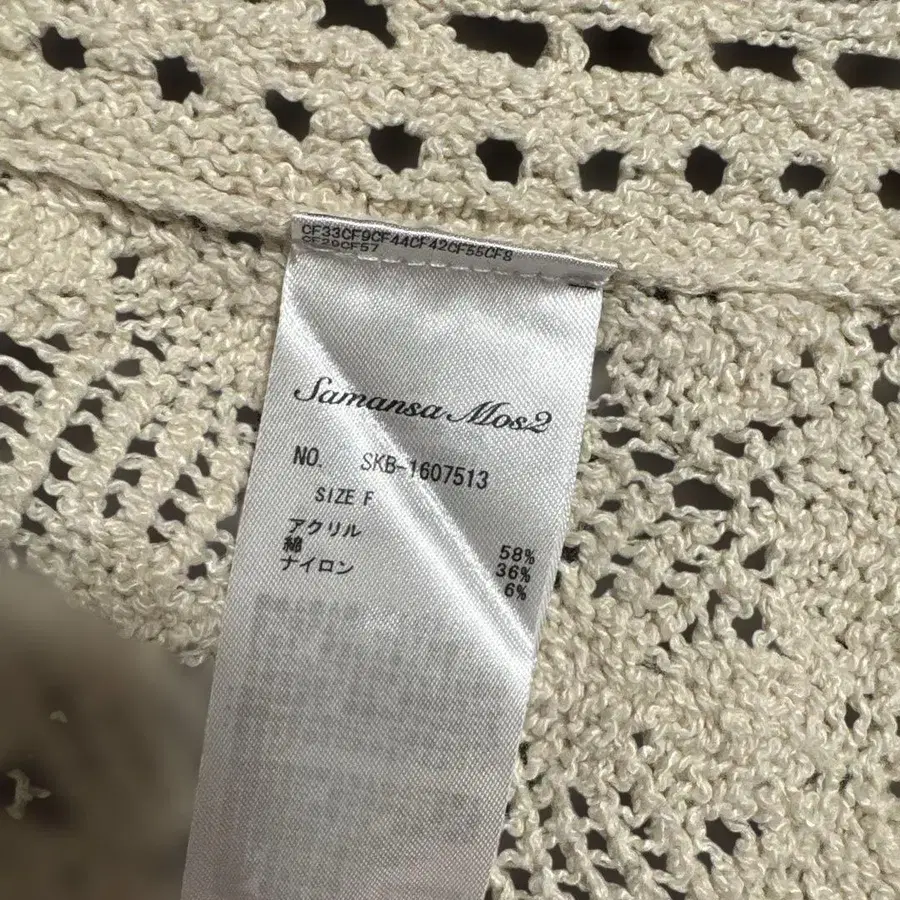 CF33CF9CF44CF42CF55CF8
CF29CF57
Samansa Mos2
NO. SKB-1607513
SIZE F
アクリル 58%
綿 36%
ナイロン 6%